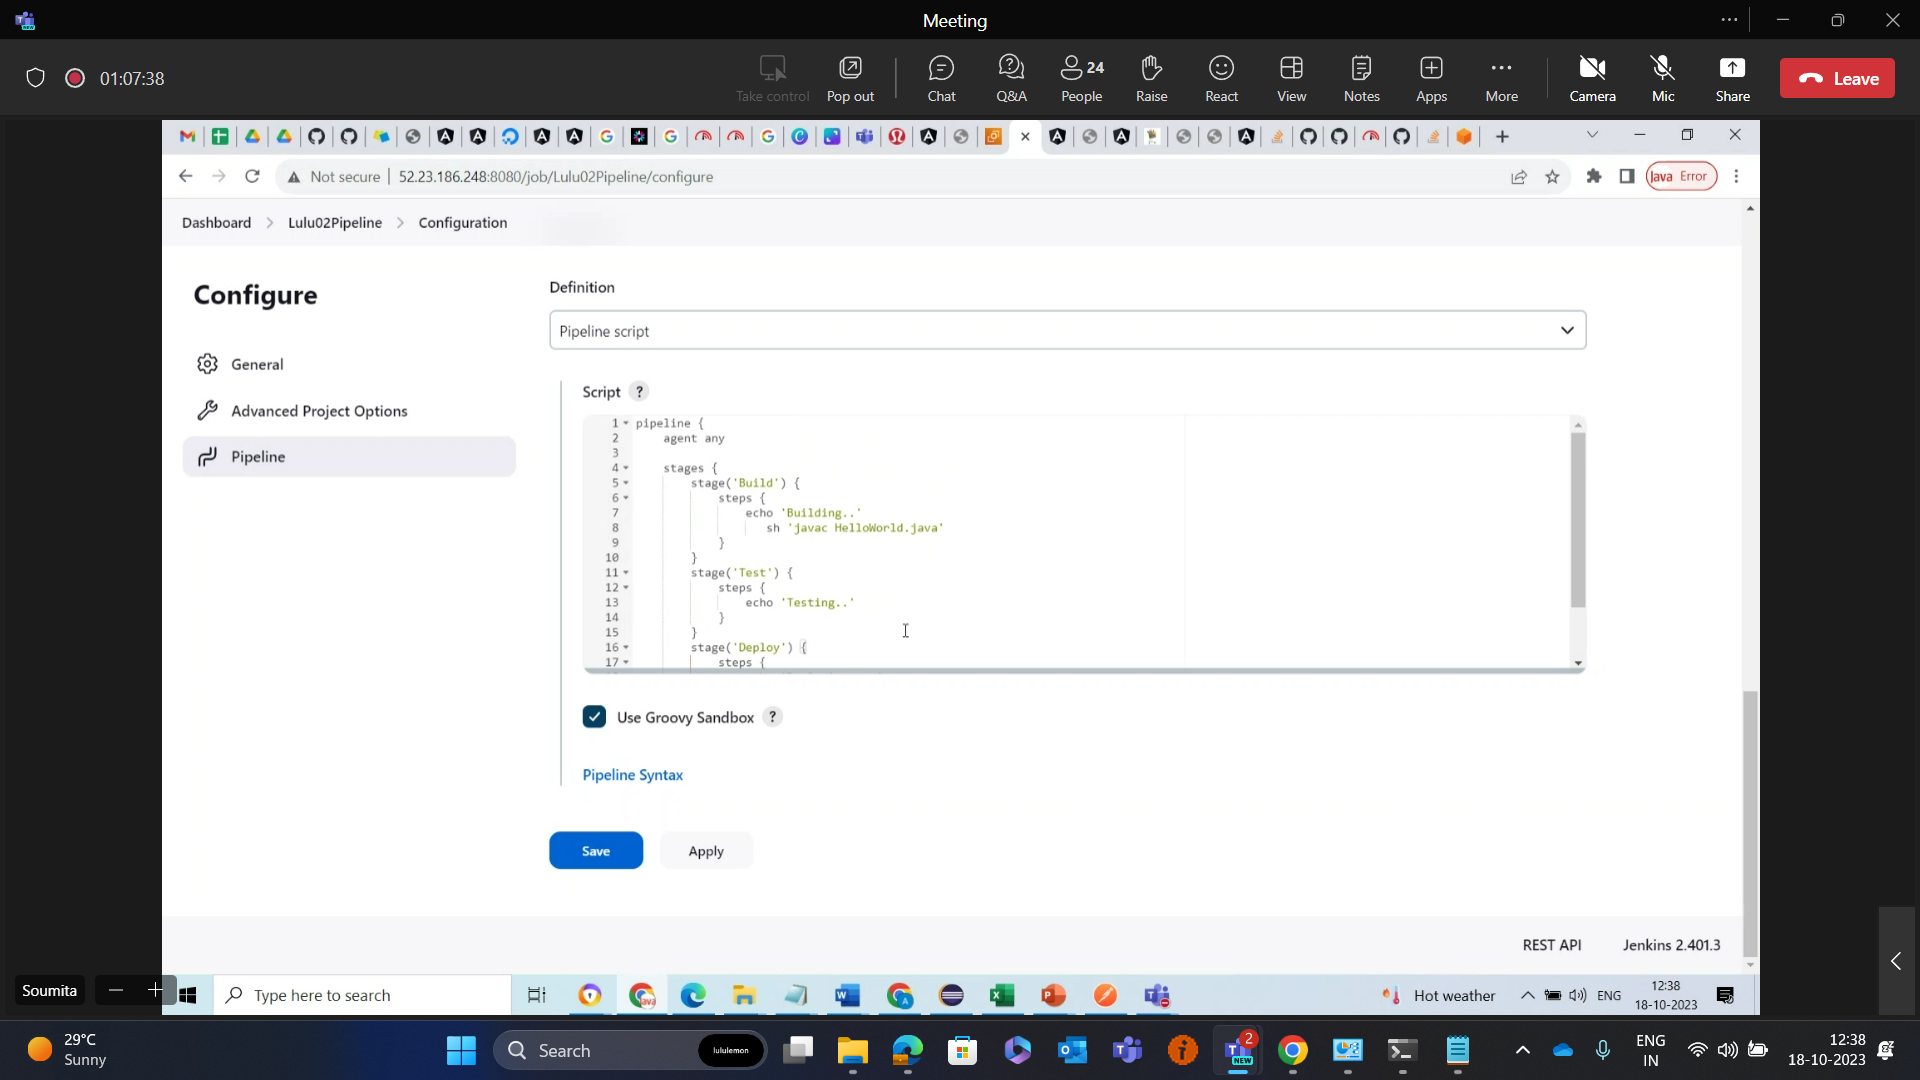 Meeting
01:07:38
Take control
Pop out
Chat
Q&A
24
People
Raise
React
View
Notes
Apps
More
Camera
Mic
Share
Leave
Not secure
52.23.186.248:8080/job/Lulu02Pipeline/configure
Java Error
Dashboard
Lulu02Pipeline
Configuration
Configure
General
Advanced Project Options
Pipeline
Definition
Pipeline script
Script ?
1 pipeline {
2 agent any
3
4 stages {
5 stage('Build') {
6 steps {
7 echo 'Building..'
8 sh 'javac HelloWorld.java'
9 }
10 }
11 stage('Test') {
12 steps {
13 echo 'Testing..'
14 }
15 }
16 stage('Deploy') {
17 steps {
Use Groovy Sandbox ?
Pipeline Syntax
Save
Apply
REST API
Jenkins 2.401.3
Soumita
Type here to search
Hot weather
ENG
12:38
18-10-2023
29°C
Sunny
Search
lululemon
2
NEW
ENG
IN
12:38
18-10-2023